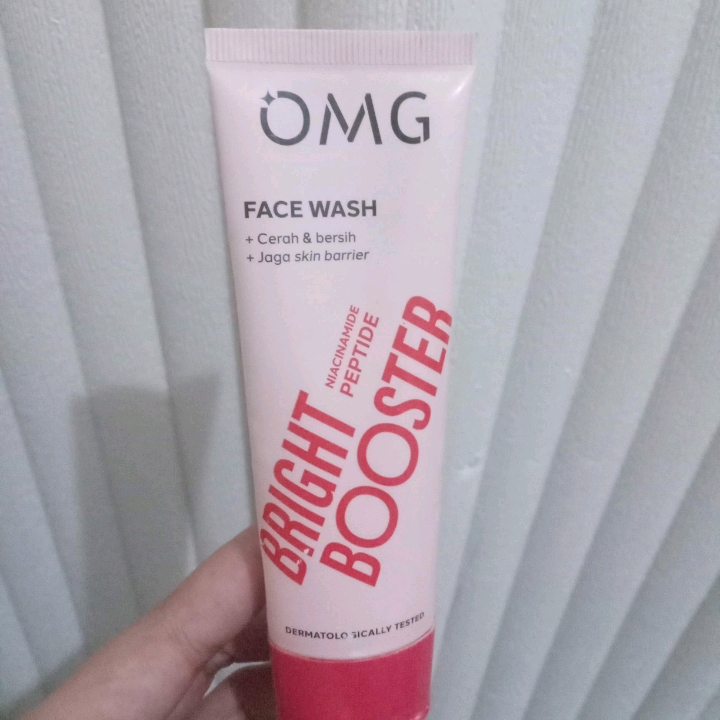 OMG
FACE WASH
+ Cerah & bersih
+ Jaga skin barrier
NIACINAMIDE
PEPTIDE
BRIGHT
BOOSTER
DERMATOLOGICALLY TESTED